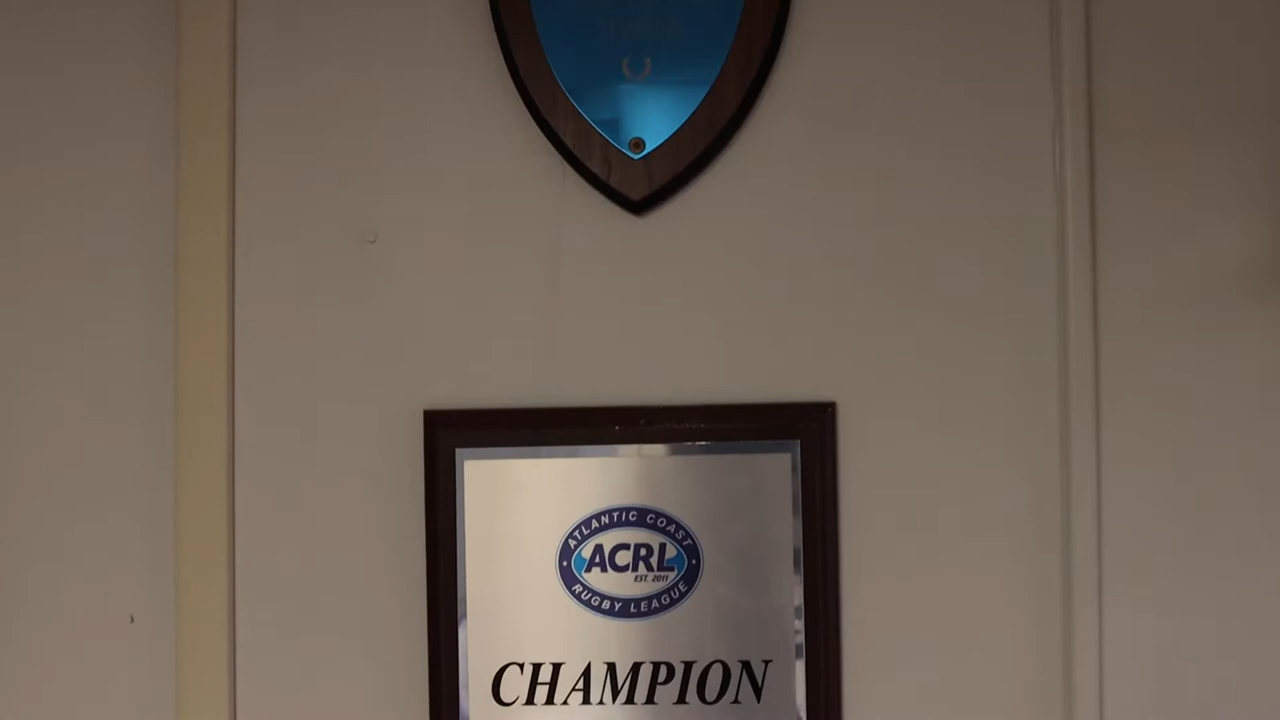 ATLANTIC COAST
ACRL
EST. 2011
RUGBY LEAGUE
CHAMPION